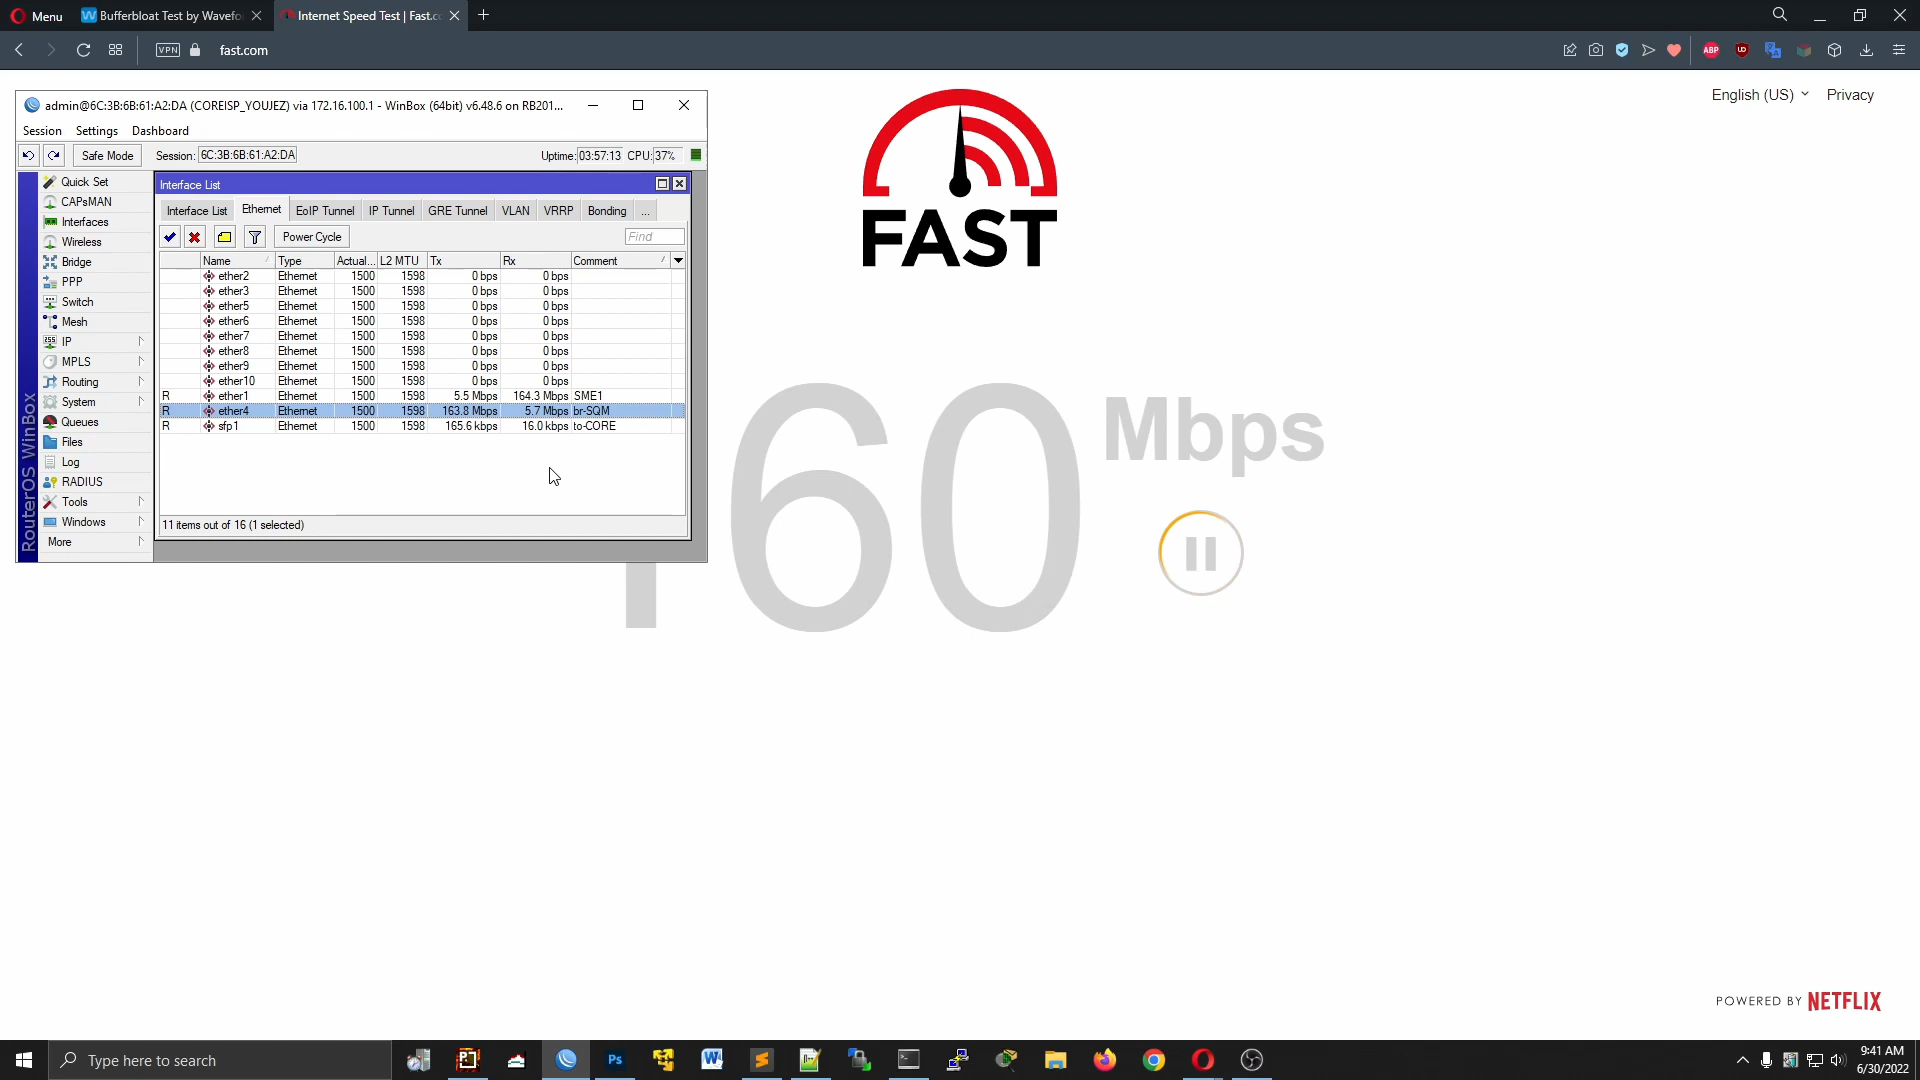 Menu
Bufferbloat Test by Wavefo
Internet Speed Test | Fast.c
VPN
fast.com
ABP
English (US)
Privacy
admin@6C:3B:6B:61:A2:DA (COREISP_YOUJEZ) via 172.16.100.1 - WinBox (64bit) v6.48.6 on RB201...
Session Settings Dashboard
Safe Mode Session: 6C:3B:6B:61:A2:DA Uptime: 03:57:13 CPU: 37%
Quick Set
CAPsMAN
Interfaces
Wireless
Bridge
PPP
Switch
Mesh
IP
MPLS
Routing
System
Queues
Files
Log
RADIUS
Tools
Windows
More
RouterOS WinBox
Interface List
Interface List Ethernet EoIP Tunnel IP Tunnel GRE Tunnel VLAN VRRP Bonding ...
Power Cycle
Find
Name Type Actual... L2 MTU Tx Rx Comment
ether2 Ethernet 1500 1598 0 bps 0 bps
ether3 Ethernet 1500 1598 0 bps 0 bps
ether5 Ethernet 1500 1598 0 bps 0 bps
ether6 Ethernet 1500 1598 0 bps 0 bps
ether7 Ethernet 1500 1598 0 bps 0 bps
ether8 Ethernet 1500 1598 0 bps 0 bps
ether9 Ethernet 1500 1598 0 bps 0 bps
ether10 Ethernet 1500 1598 0 bps 0 bps
R ether1 Ethernet 1500 1598 5.5 Mbps 164.3 Mbps SME1
R ether4 Ethernet 1500 1598 163.8 Mbps 5.7 Mbps br-SQM
R sfp1 Ethernet 1500 1598 165.6 kbps 16.0 kbps to-CORE
11 items out of 16 (1 selected)
FAST
160 Mbps
POWERED BY NETFLIX
Type here to search
Ps
9:41 AM
6/30/2022